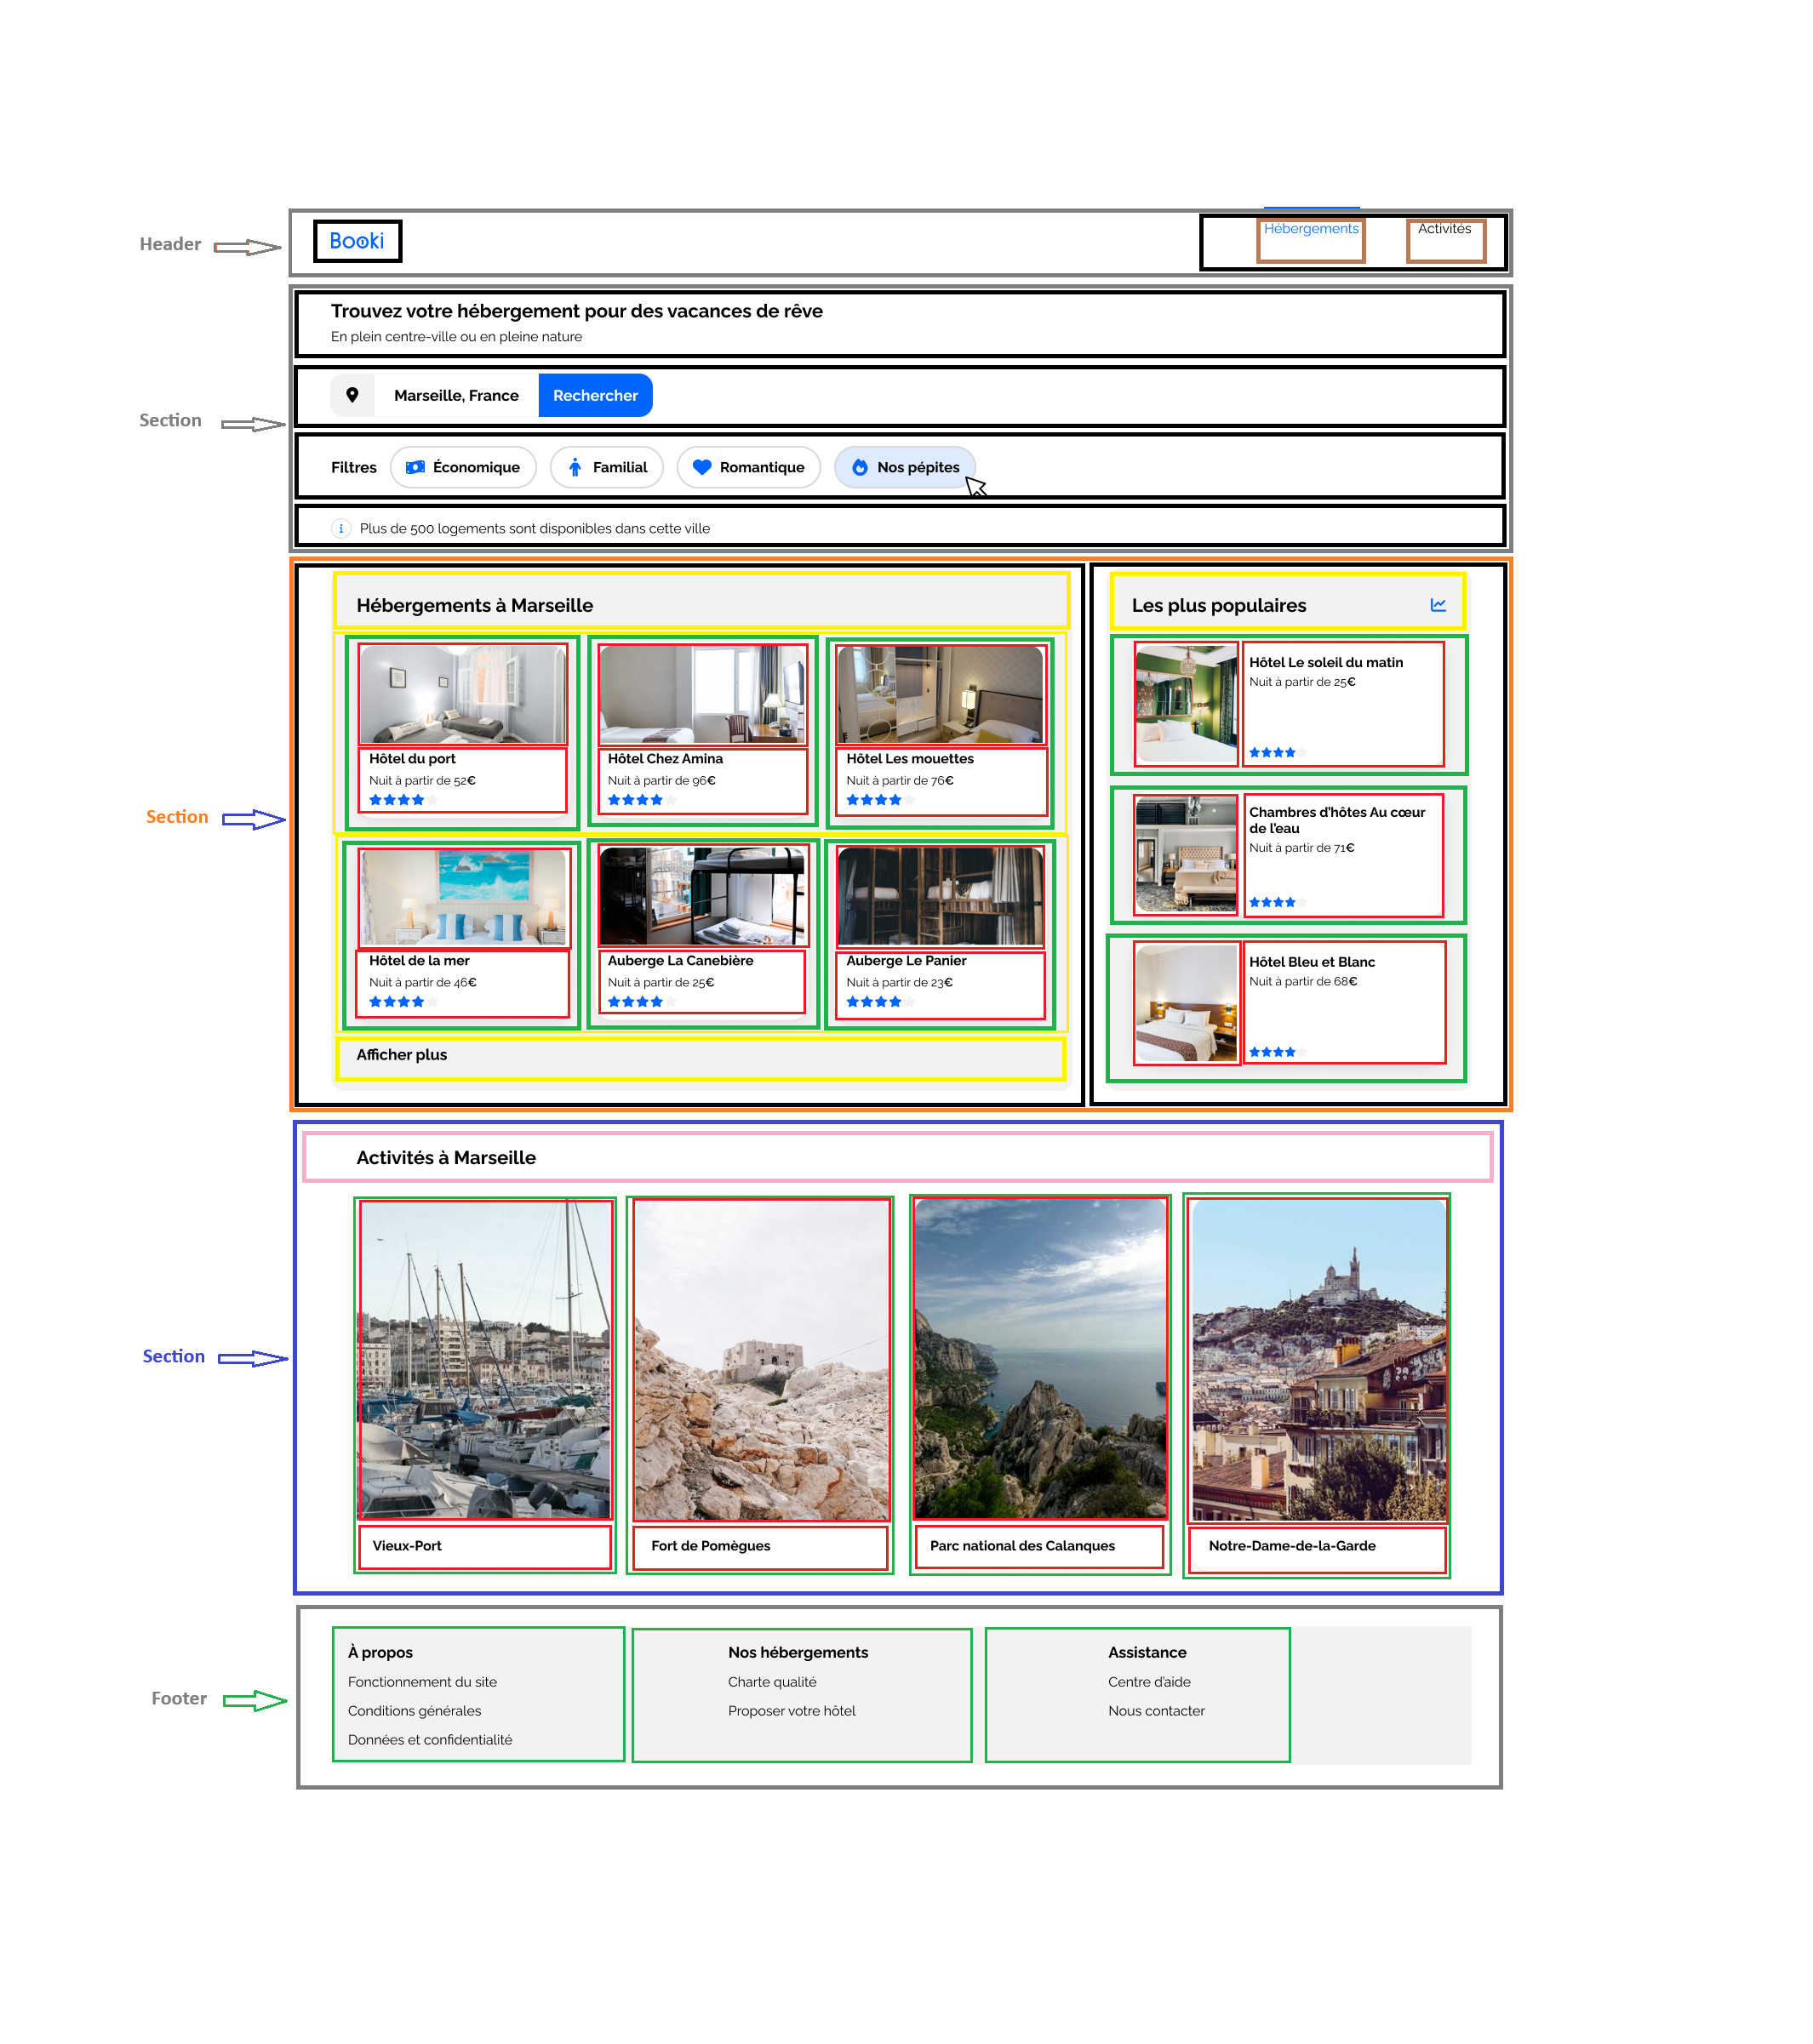 Header
Booki
Hébergements
Activités
Section
Trouvez votre hébergement pour des vacances de rêve
En plein centre-ville ou en pleine nature
Marseille, France
Rechercher
Filtres
Économique
Familial
Romantique
Nos pépites
Plus de 500 logements sont disponibles dans cette ville
Section
Hébergements à Marseille
Hôtel du port
Nuit à partir de 52€
Hôtel Chez Amina
Nuit à partir de 96€
Hôtel Les mouettes
Nuit à partir de 76€
Hôtel de la mer
Nuit à partir de 46€
Auberge La Canebière
Nuit à partir de 25€
Auberge Le Panier
Nuit à partir de 23€
Afficher plus
Les plus populaires
Hôtel Le soleil du matin
Nuit à partir de 25€
Chambres d'hôtes Au cœur
de l'eau
Nuit à partir de 71€
Hôtel Bleu et Blanc
Nuit à partir de 68€
Section
Activités à Marseille
Vieux-Port
Fort de Pomègues
Parc national des Calanques
Notre-Dame-de-la-Garde
Footer
À propos
Fonctionnement du site
Conditions générales
Données et confidentialité
Nos hébergements
Charte qualité
Proposer votre hôtel
Assistance
Centre d'aide
Nous contacter